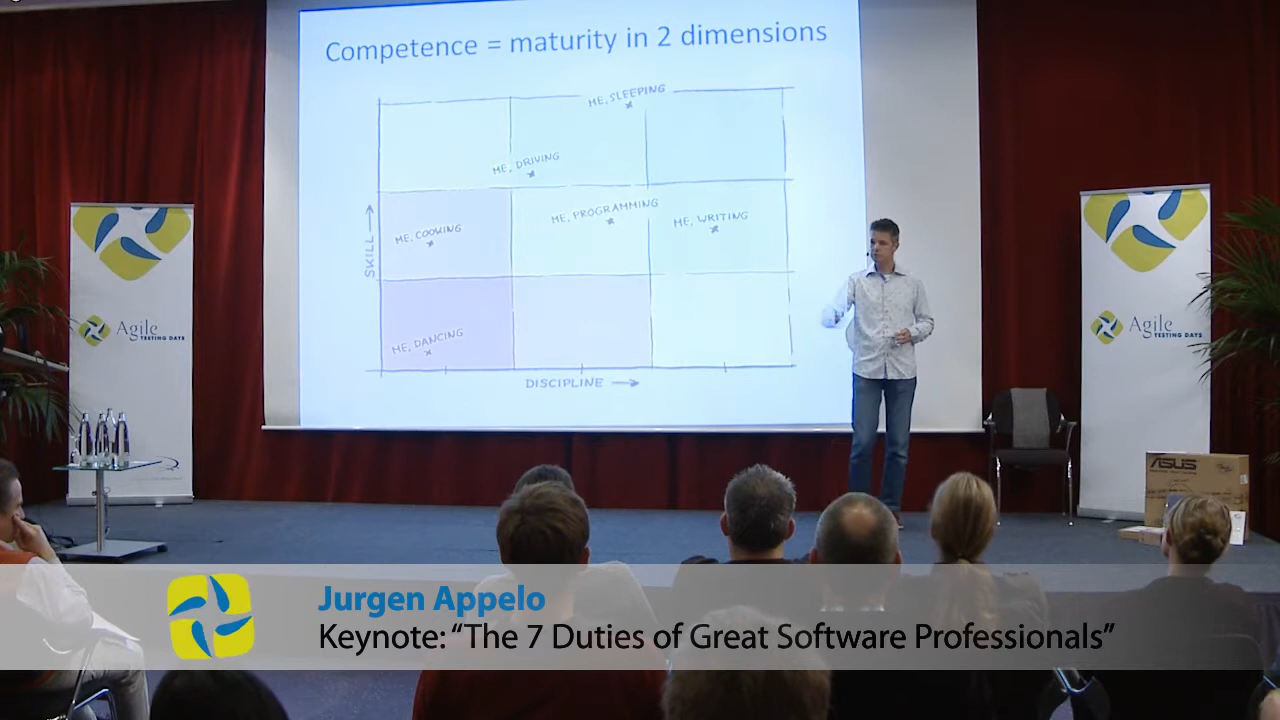 Competence = maturity in 2 dimensions
ME, SLEEPING
ME, DRIVING
ME, PROGRAMMING
ME, WRITING
ME, COOKING
SKILL
ME, DANCING
DISCIPLINE
Agile
TESTING DAYS
Agile
TESTING DAYS
ASUS
Jurgen Appelo
Keynote: “The 7 Duties of Great Software Professionals”